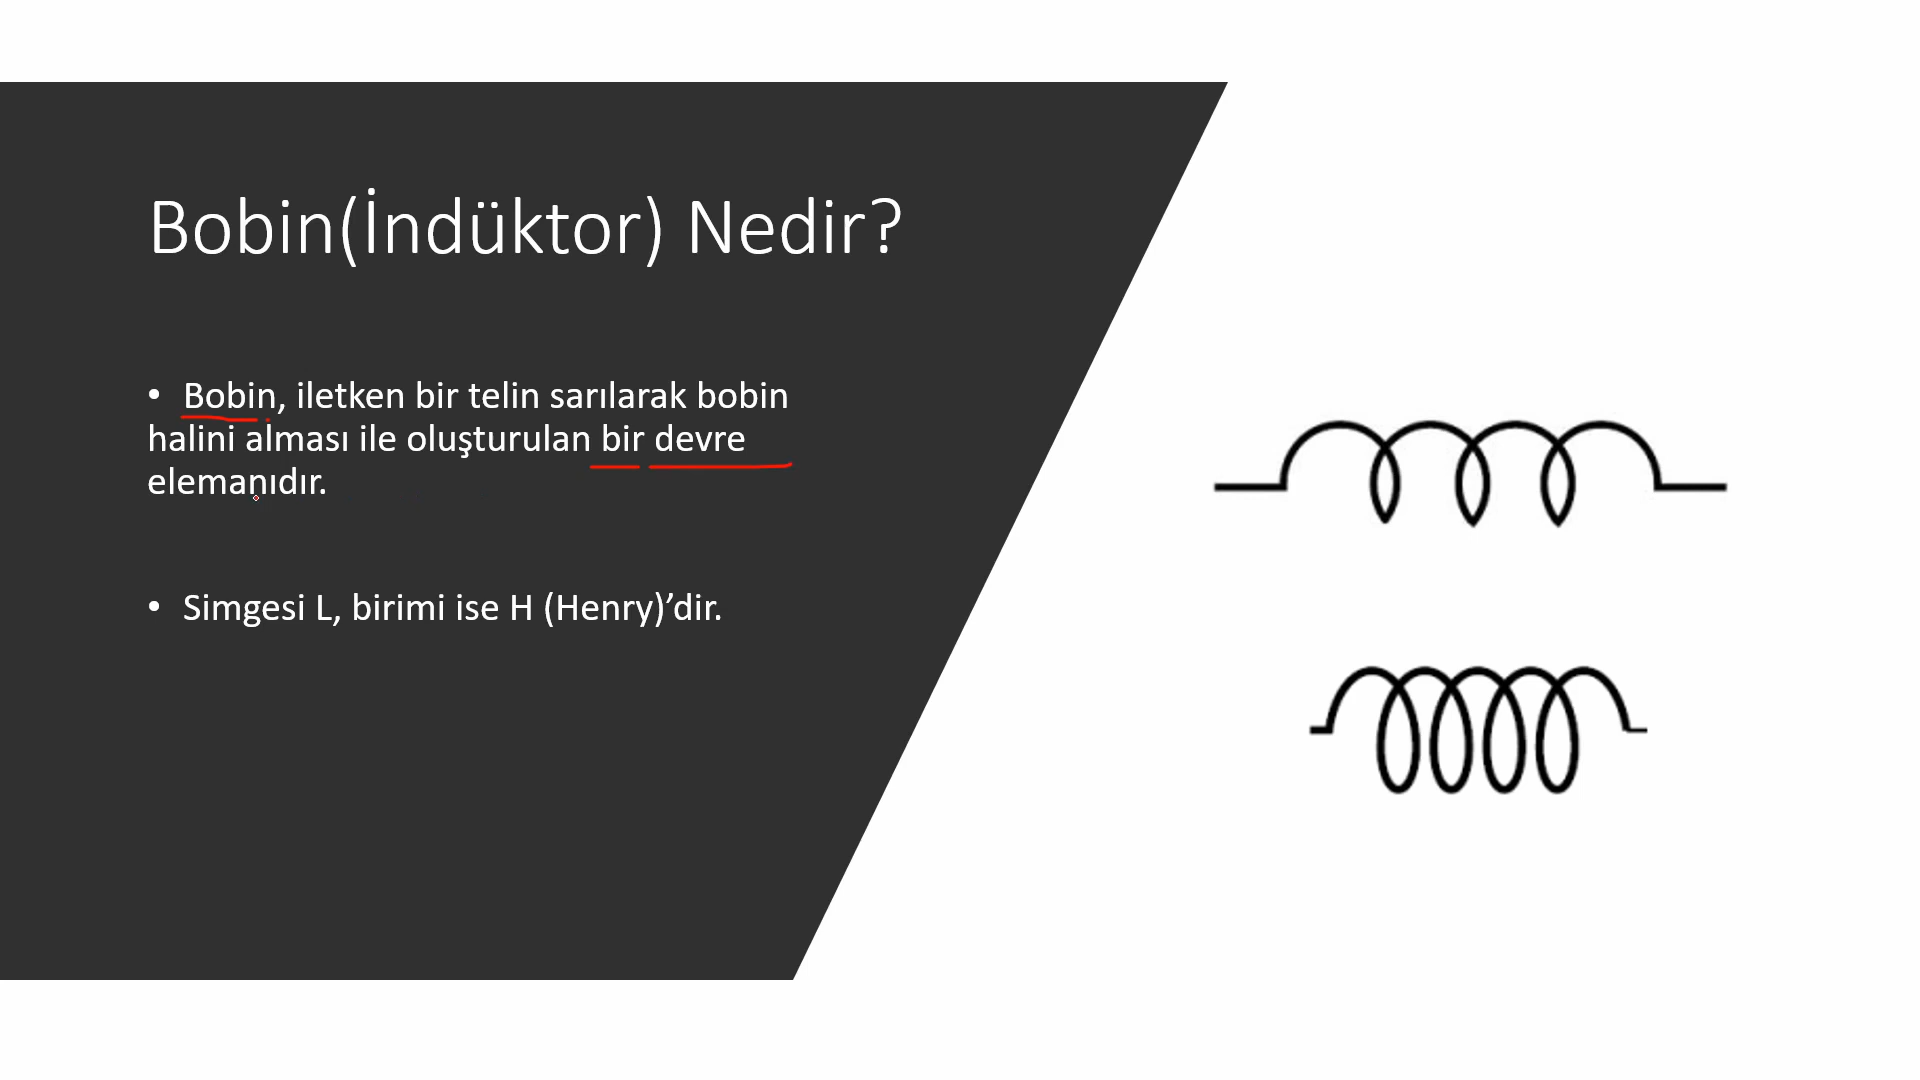 Bobin(İndüktor) Nedir?
• Bobin, iletken bir telin sarılarak bobin
halini alması ile oluşturulan bir devre
elemanıdır.
• Simgesi L, birimi ise H (Henry)’dir.